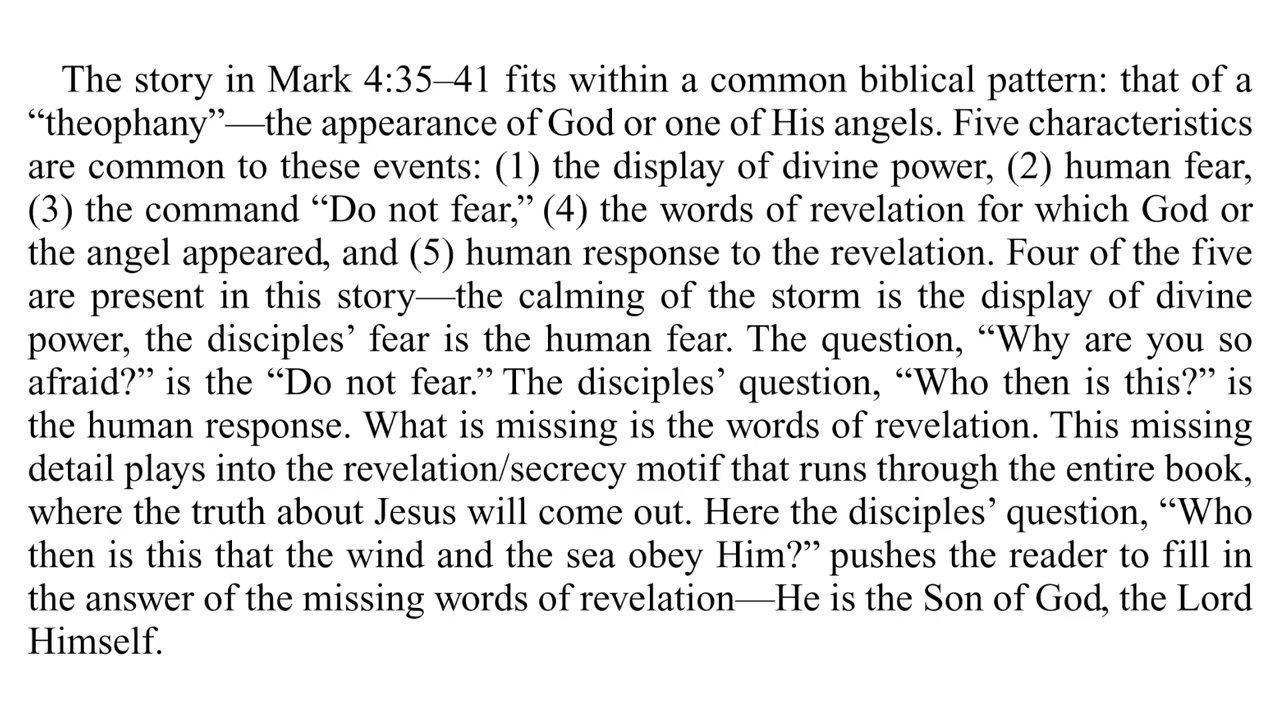 The story in Mark 4:35–41 fits within a common biblical pattern: that of a
“theophany”—the appearance of God or one of His angels. Five characteristics
are common to these events: (1) the display of divine power, (2) human fear,
(3) the command “Do not fear,” (4) the words of revelation for which God or
the angel appeared, and (5) human response to the revelation. Four of the five
are present in this story—the calming of the storm is the display of divine
power, the disciples’ fear is the human fear. The question, “Why are you so
afraid?” is the “Do not fear.” The disciples’ question, “Who then is this?” is
the human response. What is missing is the words of revelation. This missing
detail plays into the revelation/secrecy motif that runs through the entire book,
where the truth about Jesus will come out. Here the disciples’ question, “Who
then is this that the wind and the sea obey Him?” pushes the reader to fill in
the answer of the missing words of revelation—He is the Son of God, the Lord
Himself.